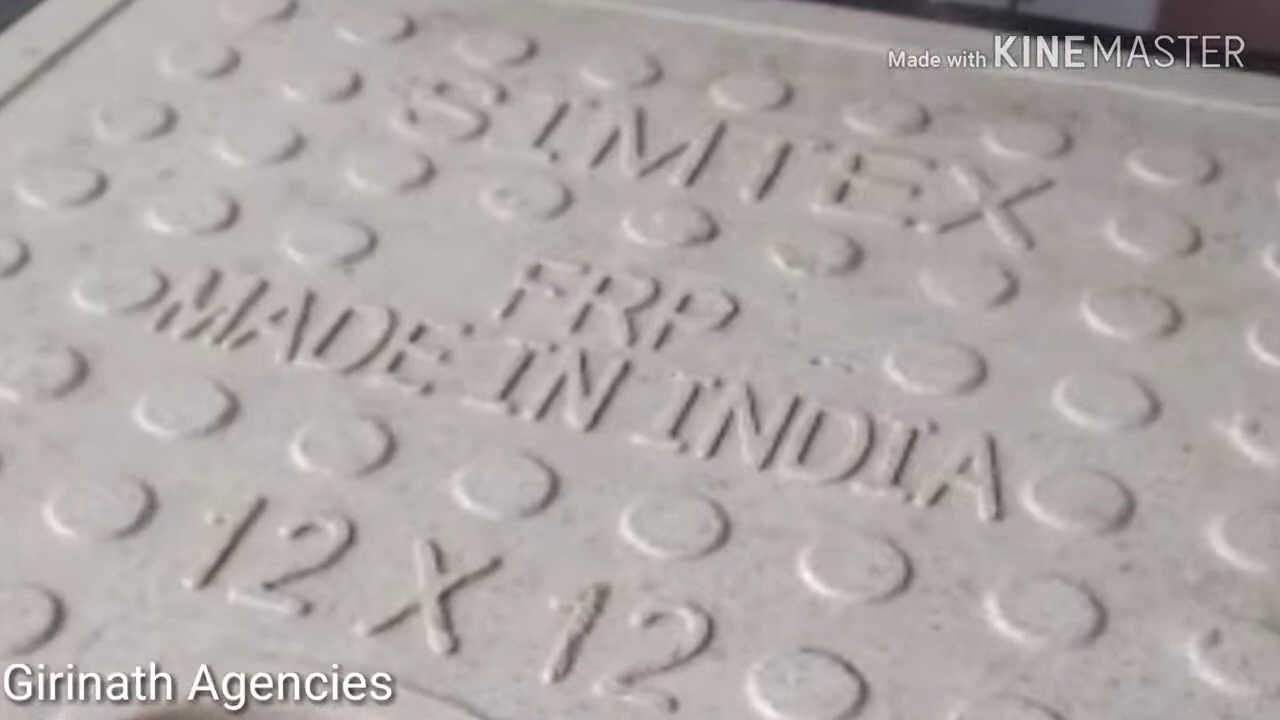 Made with KINEMASTER
SIMTEX
FRP
MADE IN INDIA
12 X 12
Girinath Agencies